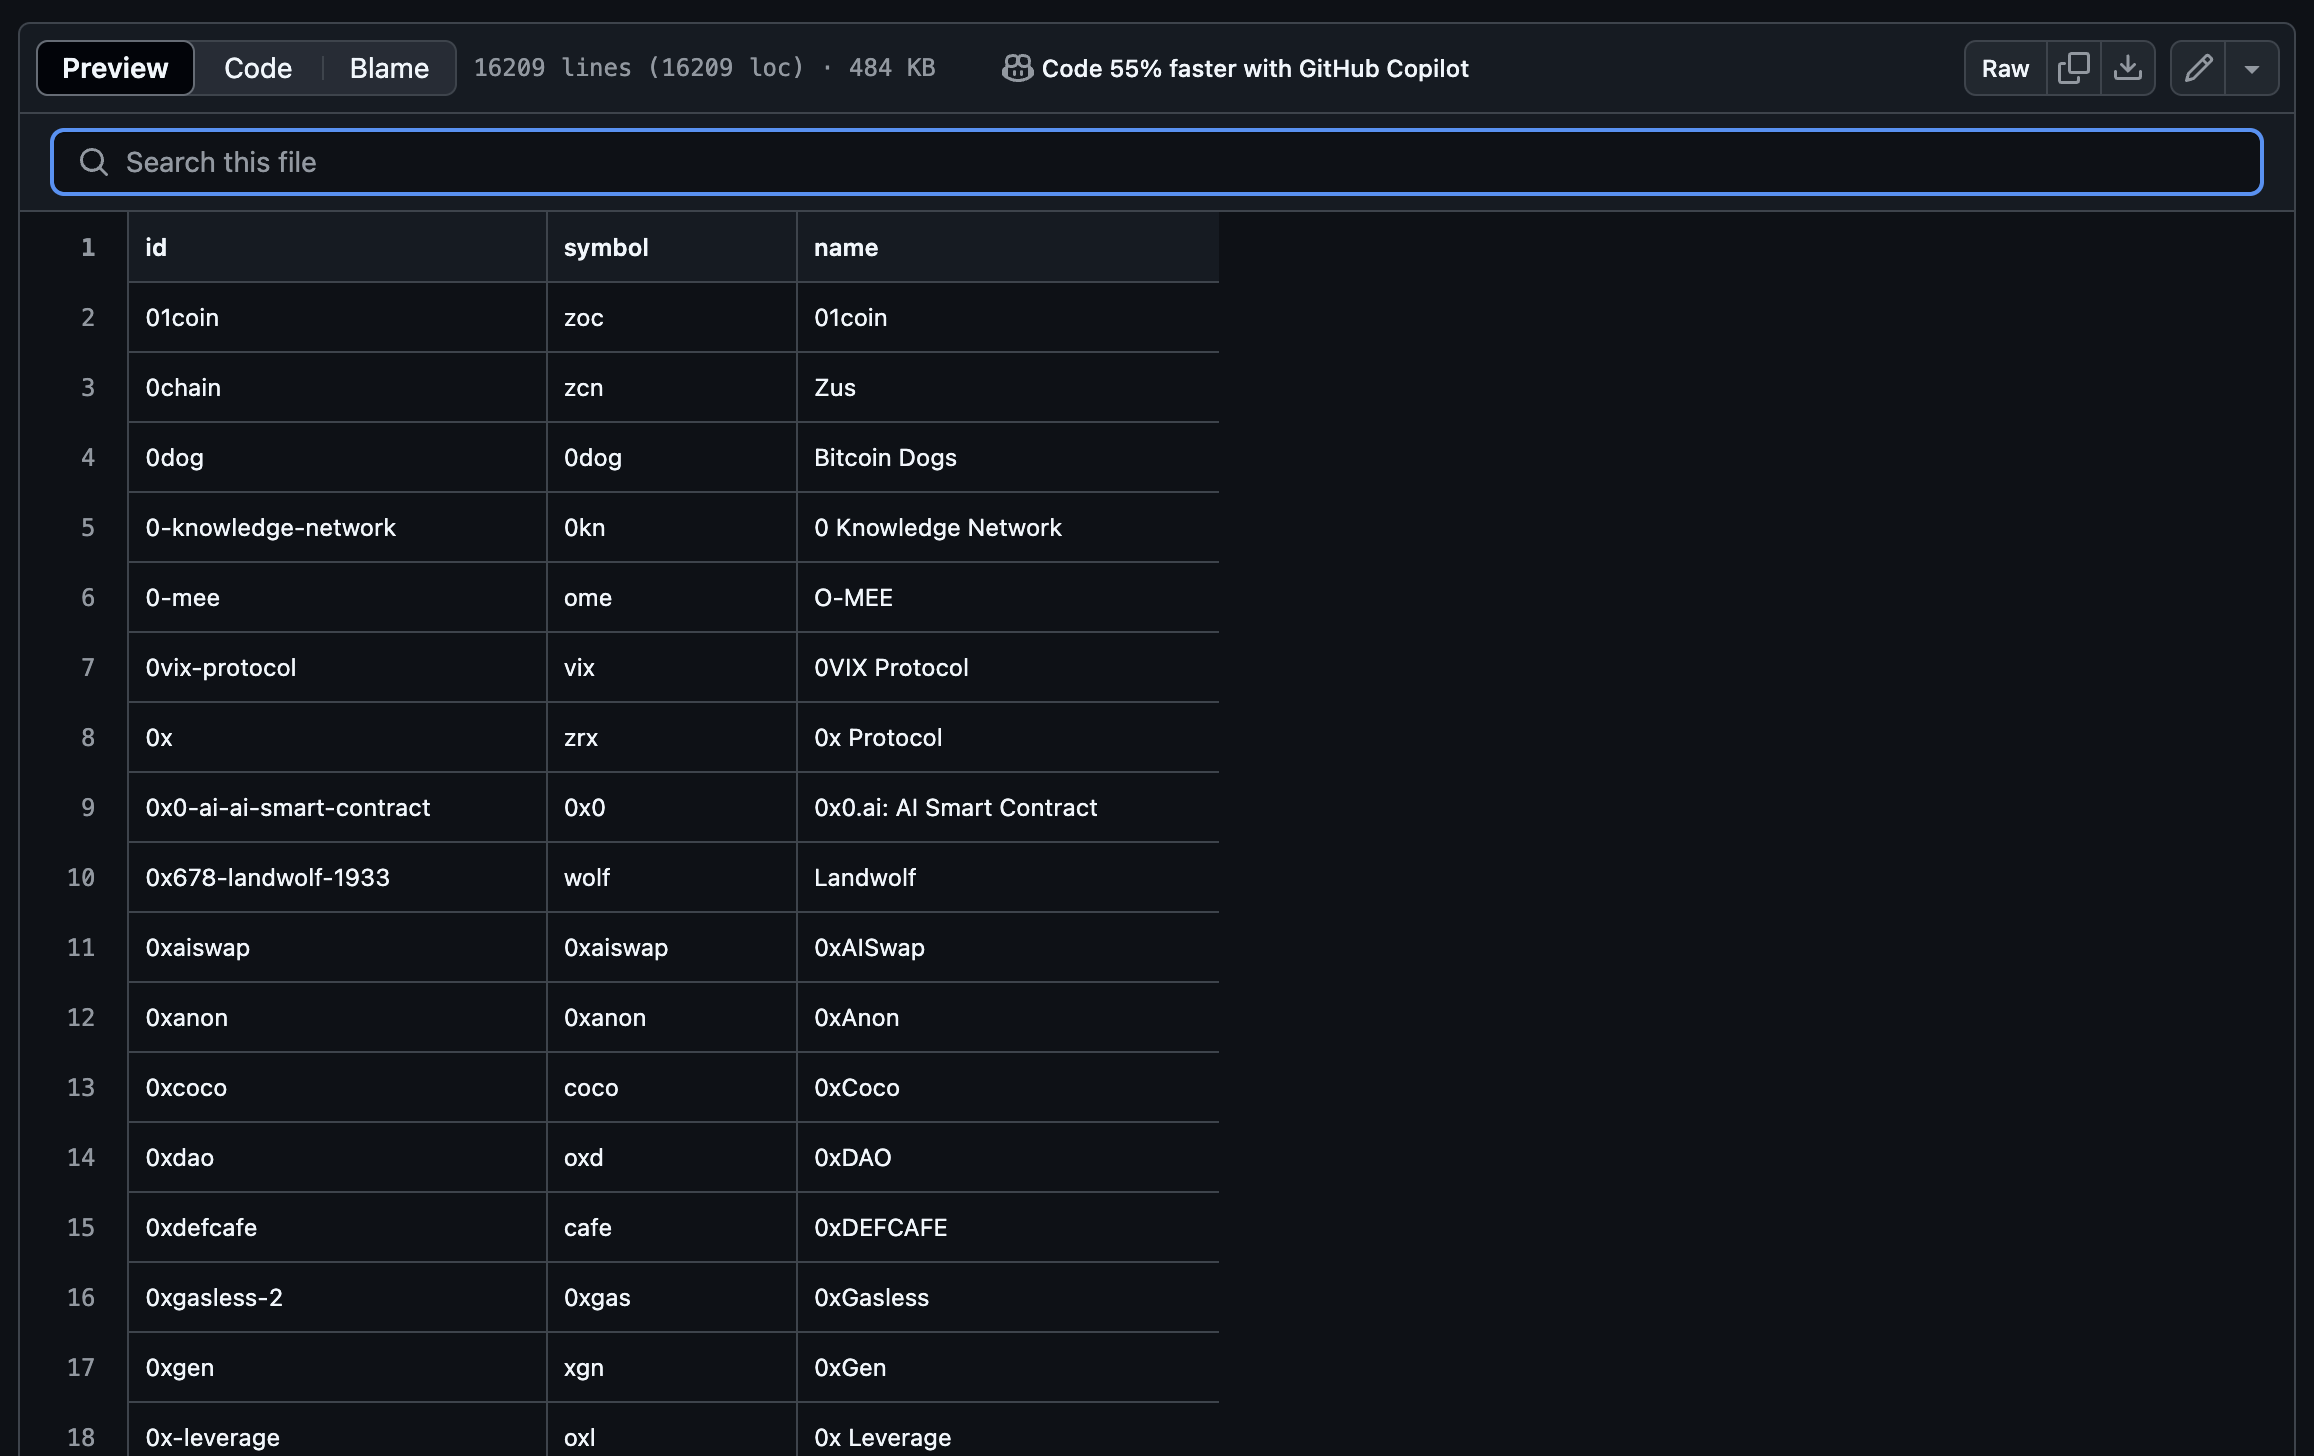 Preview Code Blame 16209 lines (16209 loc) · 484 KB Code 55% faster with GitHub Copilot Raw
Search this file
1 id symbol name
2 01coin zoc 01coin
3 0chain zcn Zus
4 0dog 0dog Bitcoin Dogs
5 0-knowledge-network 0kn 0 Knowledge Network
6 0-mee ome O-MEE
7 0vix-protocol vix 0VIX Protocol
8 0x zrx 0x Protocol
9 0x0-ai-ai-smart-contract 0x0 0x0.ai: AI Smart Contract
10 0x678-landwolf-1933 wolf Landwolf
11 0xaiswap 0xaiswap 0xAISwap
12 0xanon 0xanon 0xAnon
13 0xcoco coco 0xCoco
14 0xdao oxd 0xDAO
15 0xdefcafe cafe 0xDEFCAFE
16 0xgasless-2 0xgas 0xGasless
17 0xgen xgn 0xGen
18 0x-leverage oxl 0x Leverage